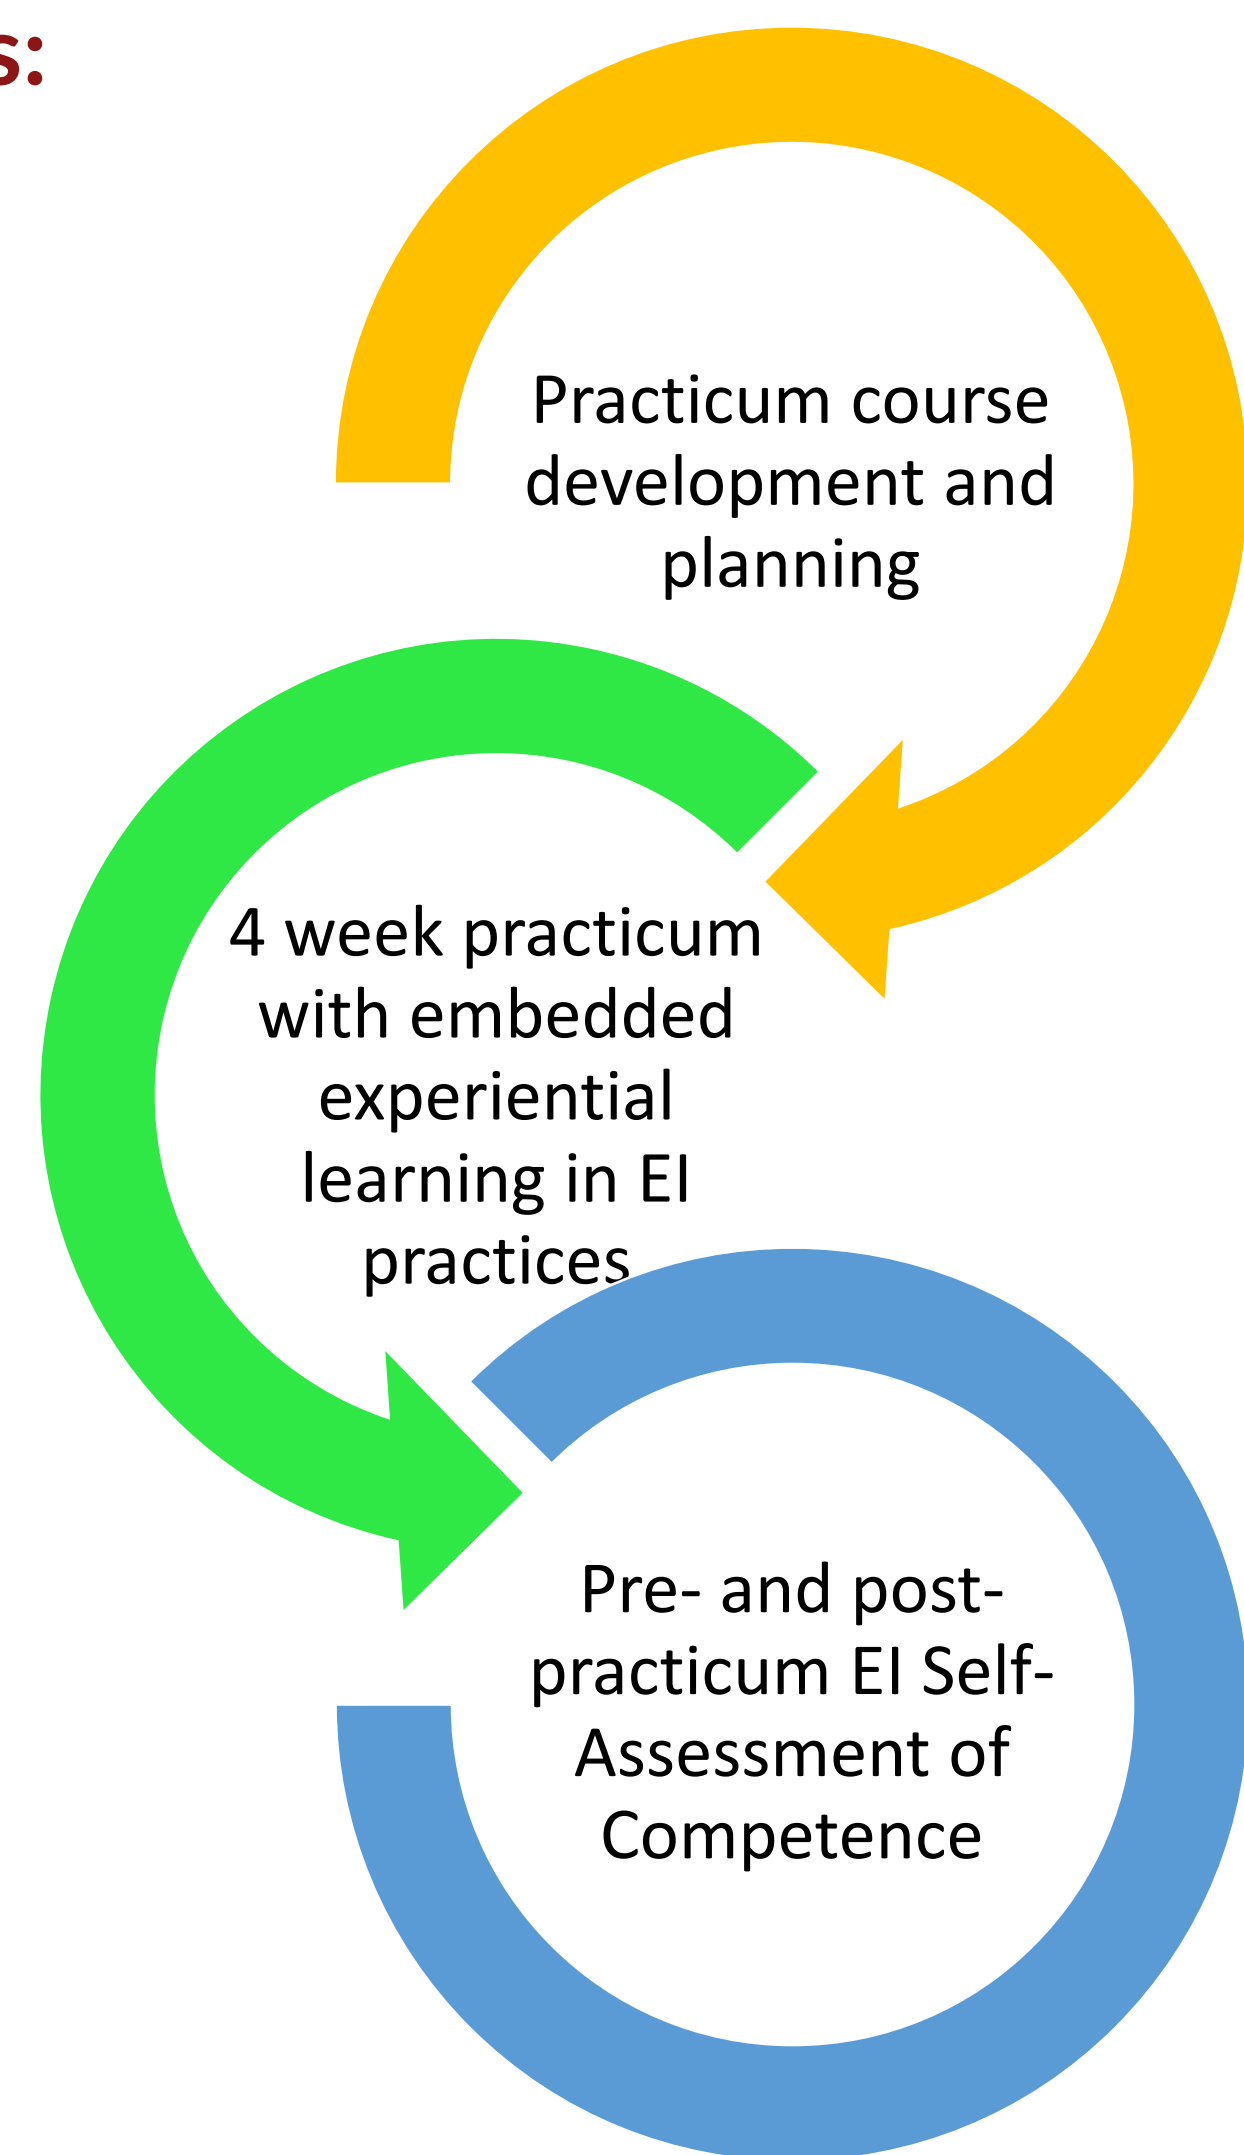 s:
Practicum course
development and
planning
4 week practicum
with embedded
experiential
learning in EI
practices
Pre- and post-
practicum EI Self-
Assessment of
Competence